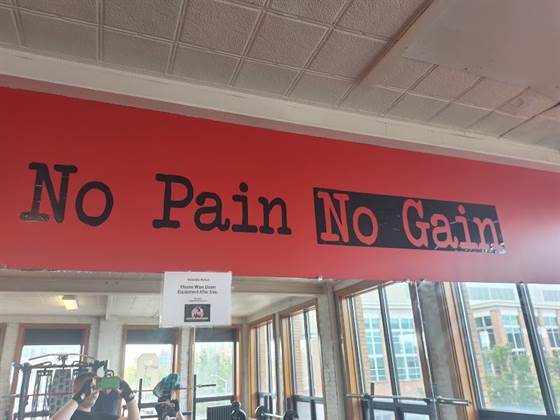 No Pain No Gain
Please Wipe Down
Equipment After Use.